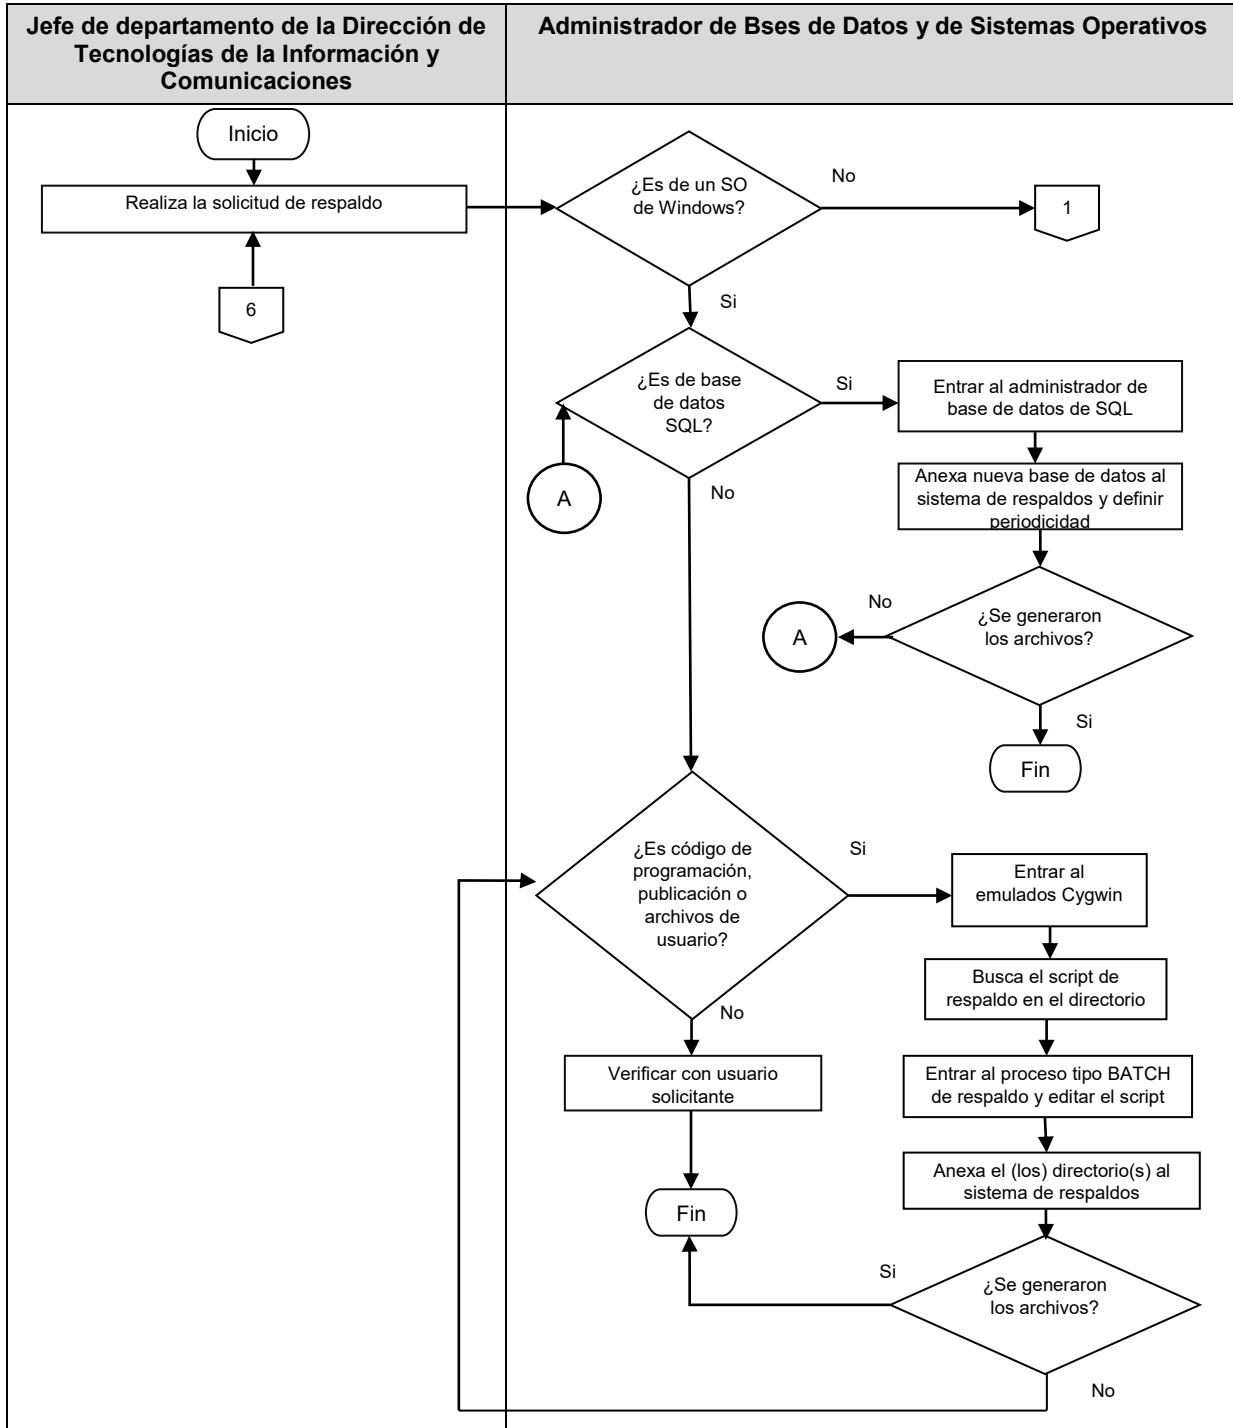 Jefe de departamento de la Dirección de
Tecnologías de la Información y
Comunicaciones
Administrador de Bses de Datos y de Sistemas Operativos
Inicio
Realiza la solicitud de respaldo
6
¿Es de un SO
de Windows?
No
1
Si
¿Es de base
de datos
SQL?
Si
Entrar al administrador de
base de datos de SQL
A
No
Anexa nueva base de datos al
sistema de respaldos y definir
periodicidad
¿Se generaron
los archivos?
No
A
Si
Fin
¿Es código de
programación,
publicación o
archivos de
usuario?
Si
Entrar al
emulados Cygwin
Busca el script de
respaldo en el directorio
No
Verificar con usuario
solicitante
Entrar al proceso tipo BATCH
de respaldo y editar el script
Anexa el (los) directorio(s) al
sistema de respaldos
Fin
Si
¿Se generaron
los archivos?
No